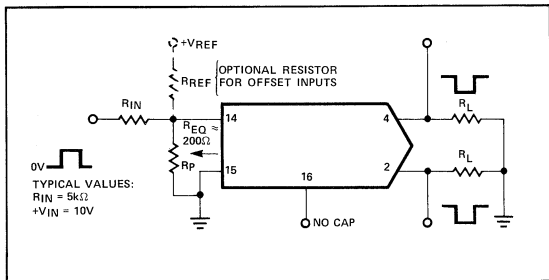 +VREF
RREF
OPTIONAL RESISTOR
FOR OFFSET INPUTS
RIN
REQ ≈
200Ω
14
4
RL
RP
15
16
2
RL
0V
TYPICAL VALUES:
RIN = 5kΩ
+VIN = 10V
NO CAP